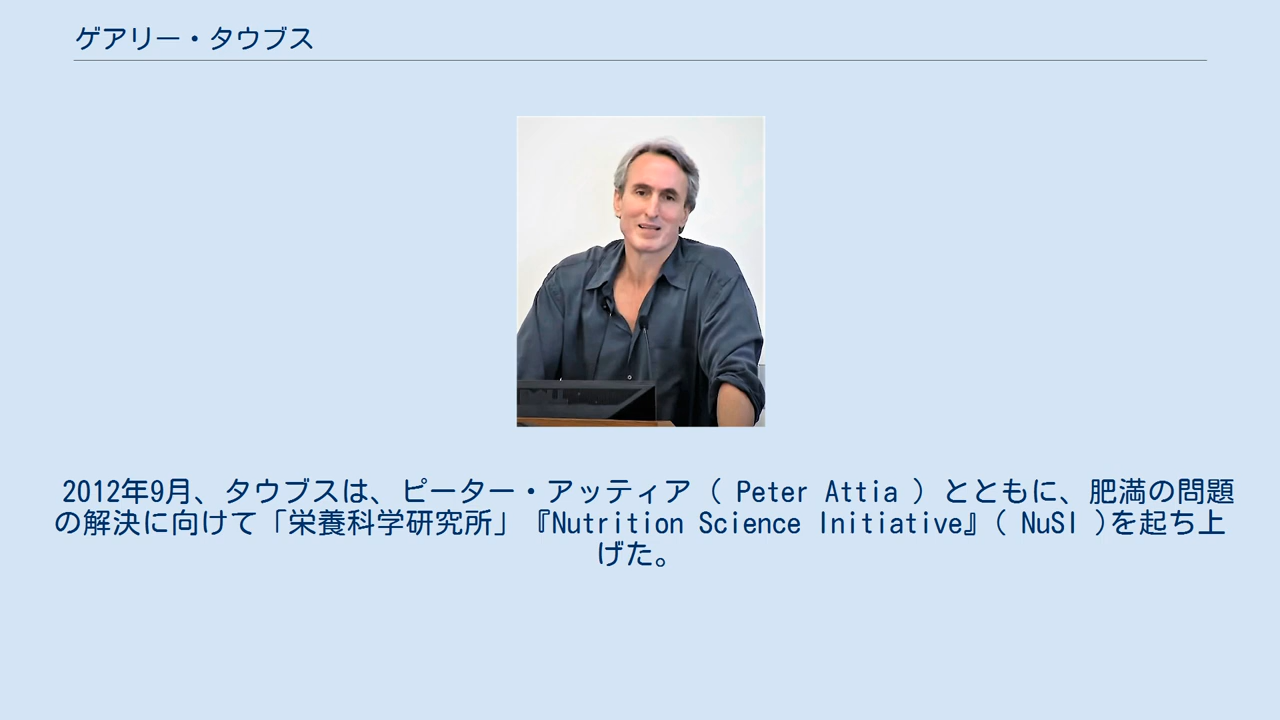 ゲアリー・タウブス
DELL
2012年9月、タウブスは、ピーター・アッティア ( Peter Attia ) とともに、肥満の問題
の解決に向けて「栄養科学研究所」『Nutrition Science Initiative』( NuSI )を起ち上
げた。